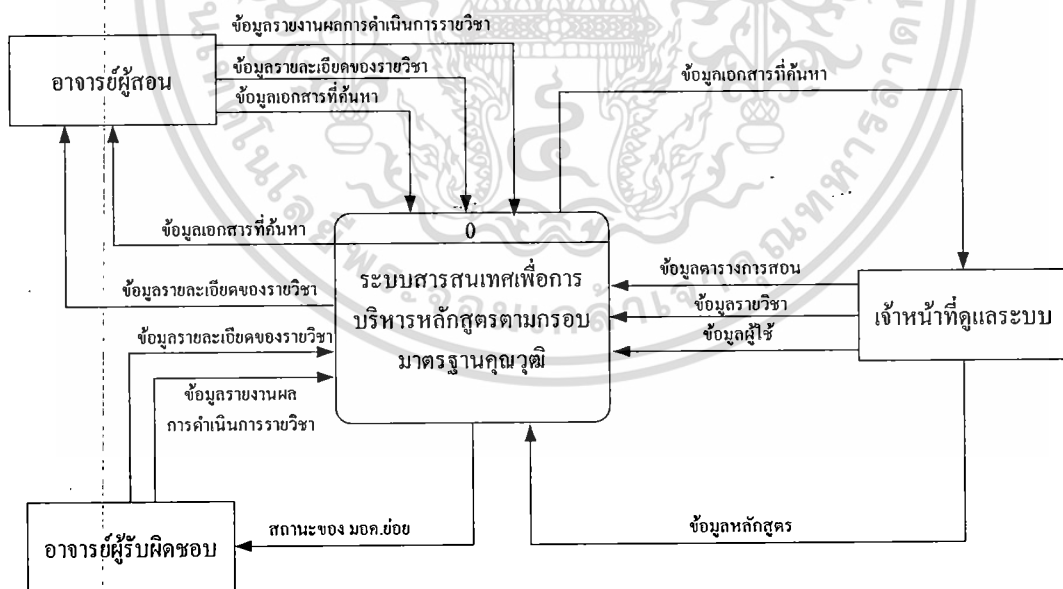 ข้อมูลรายงานผลการดำเนินการรายวิชา
อาจารย์ผู้สอน
ข้อมูลรายละเอียดของรายวิชา
ข้อมูลเอกสารที่ค้นหา
ข้อมูลเอกสารที่ค้นหา
ข้อมูลเอกสารที่ค้นหา
0
ระบบสารสนเทศเพื่อการ
บริหารหลักสูตรตามกรอบ
มาตรฐานคุณวุฒิ
ข้อมูลรายละเอียดของรายวิชา
ข้อมูลตารางการสอน
ข้อมูลรายวิชา
ข้อมูลผู้ใช้
เจ้าหน้าที่ดูแลระบบ
ข้อมูลรายละเอียดของรายวิชา
ข้อมูลรายงานผล
การดำเนินการรายวิชา
อาจารย์ผู้รับผิดชอบ
สถานะของ มอค.ย่อย
ข้อมูลหลักสูตร